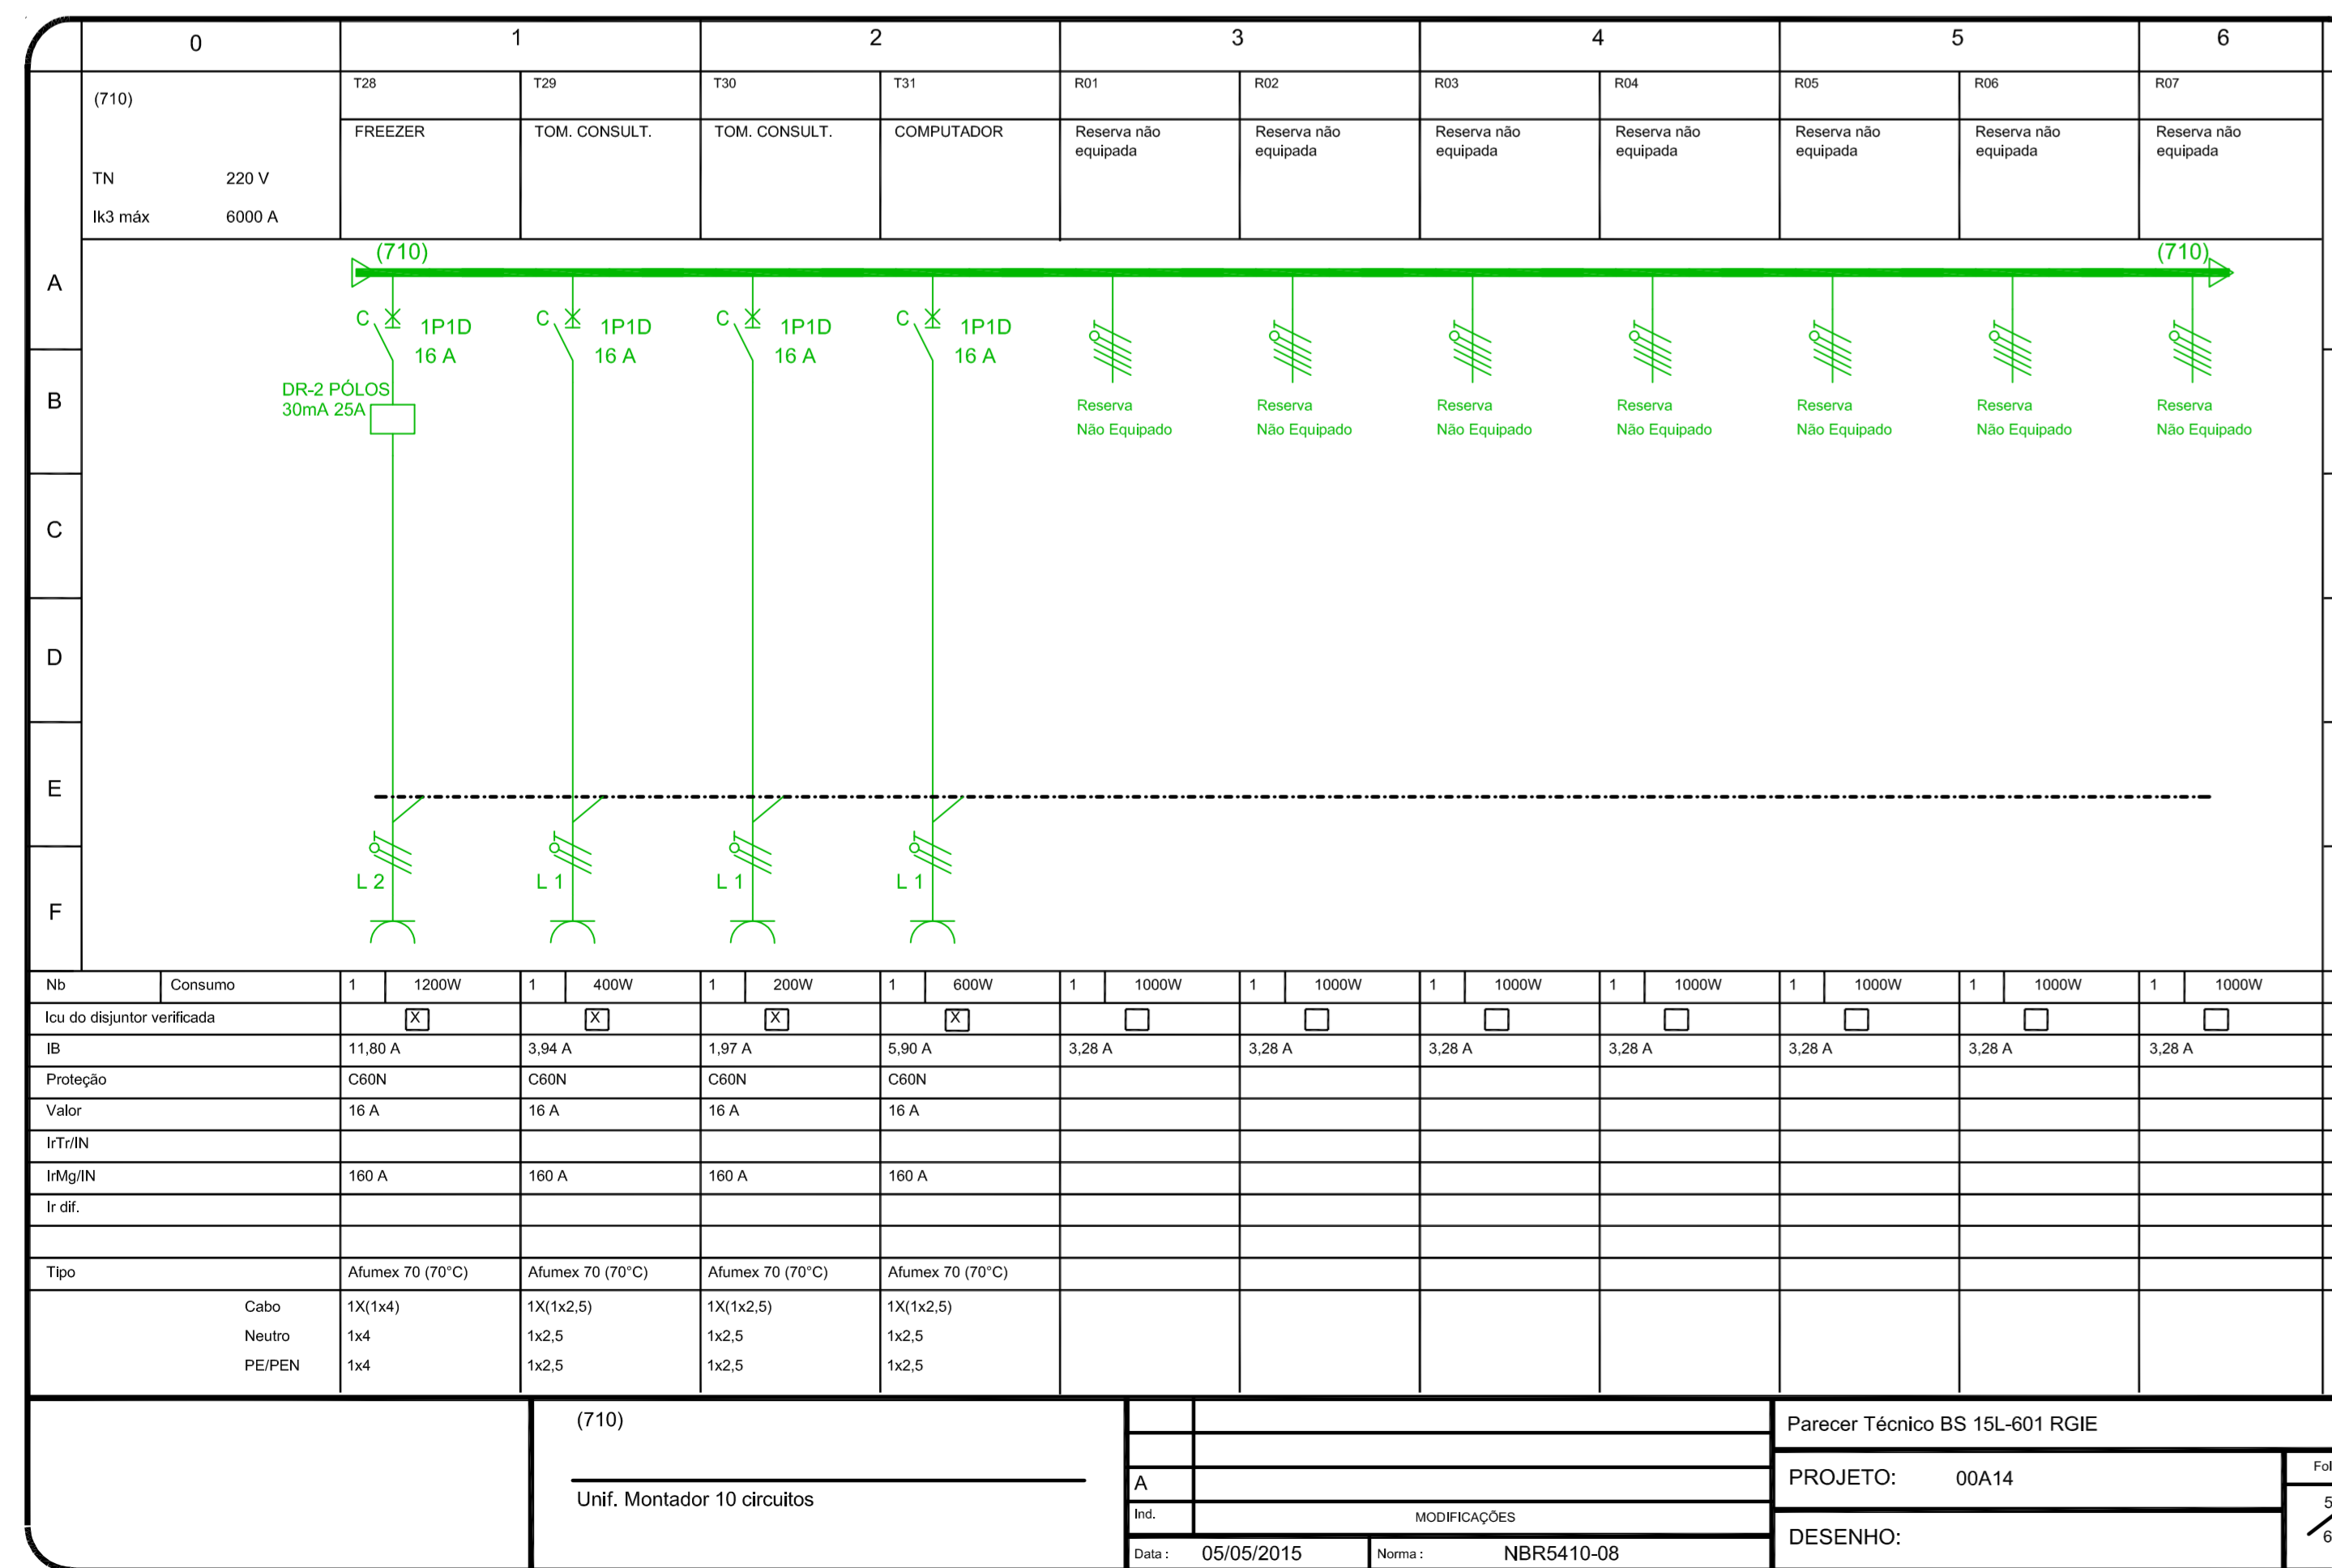 0 1 2 3 4 5 6
(710) T28 T29 T30 T31 R01 R02 R03 R04 R05 R06 R07
FREEZER TOM. CONSULT. TOM. CONSULT. COMPUTADOR Reserva não Reserva não Reserva não Reserva não Reserva não Reserva não Reserva não
equipada equipada equipada equipada equipada equipada equipada
TN 220 V
Ik3 máx 6000 A
(710) (710)
A
C 1P1D C 1P1D C 1P1D C 1P1D
16 A 16 A 16 A 16 A
DR-2 PÓLOS
30mA 25A
B
Reserva Reserva Reserva Reserva Reserva Reserva Reserva
Não Equipado Não Equipado Não Equipado Não Equipado Não Equipado Não Equipado Não Equipado
C
D
E
L 2 L 1 L 1 L 1
F
Nb Consumo 1 1200W 1 400W 1 200W 1 600W 1 1000W 1 1000W 1 1000W 1 1000W 1 1000W 1 1000W 1 1000W
Icu do disjuntor verificada X X X X
IB 11,80 A 3,94 A 1,97 A 5,90 A 3,28 A 3,28 A 3,28 A 3,28 A 3,28 A 3,28 A 3,28 A
Proteção C60N C60N C60N C60N
Valor 16 A 16 A 16 A 16 A
IrTr/IN
IrMg/IN 160 A 160 A 160 A 160 A
Ir dif.
Tipo Afumex 70 (70°C) Afumex 70 (70°C) Afumex 70 (70°C) Afumex 70 (70°C)
Cabo 1X(1x4) 1X(1x2,5) 1X(1x2,5) 1X(1x2,5)
Neutro 1x4 1x2,5 1x2,5 1x2,5
PE/PEN 1x4 1x2,5 1x2,5 1x2,5
(710)
Unif. Montador 10 circuitos
A
Ind. MODIFICAÇÕES
Data : 05/05/2015 Norma : NBR5410-08
Parecer Técnico BS 15L-601 RGIE
PROJETO: 00A14
DESENHO:
5
6